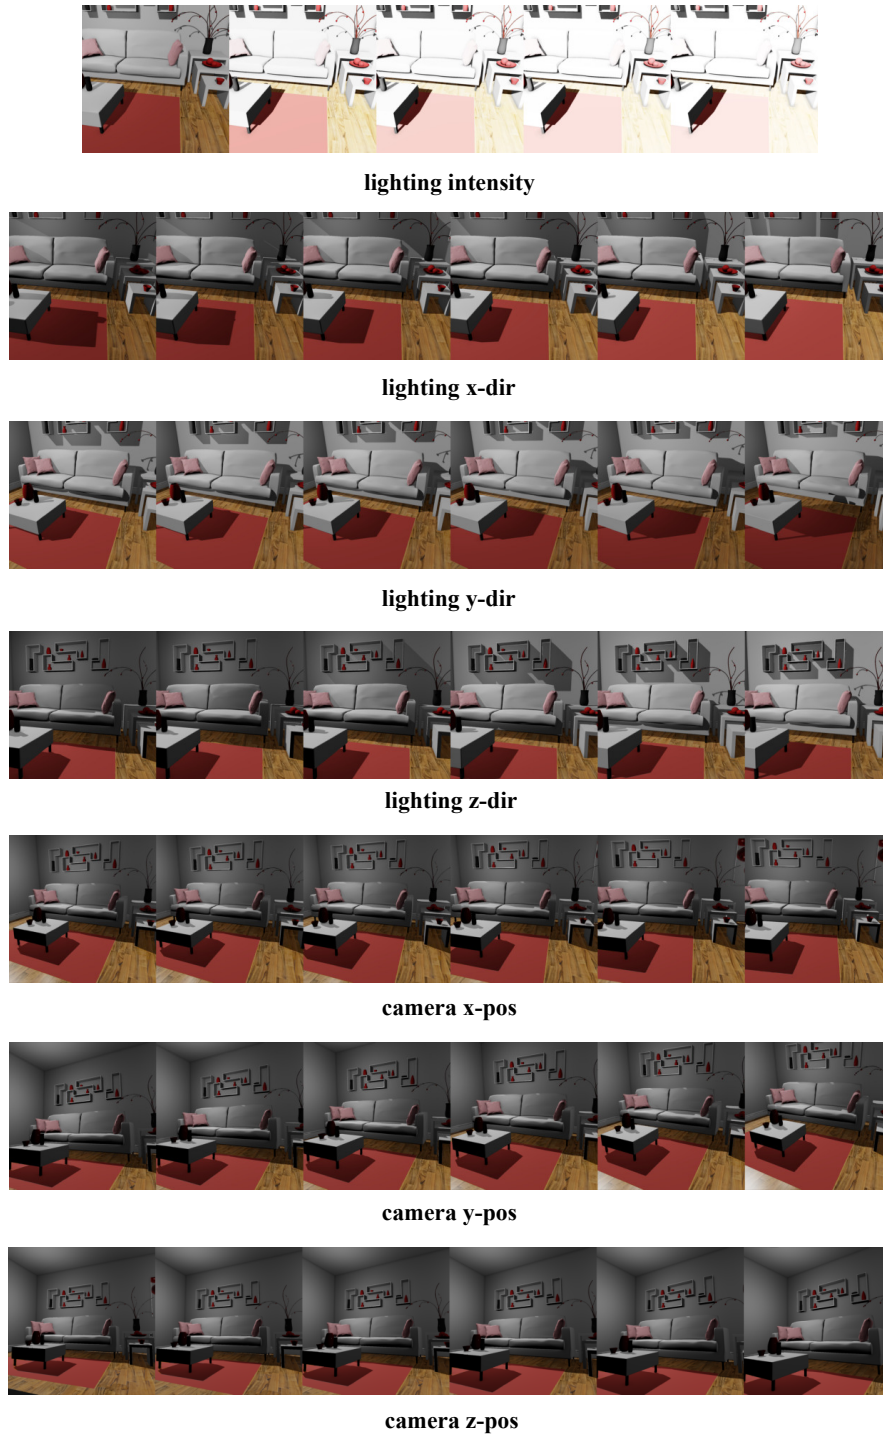 lighting intensity
lighting x-dir
lighting y-dir
lighting z-dir
camera x-pos
camera y-pos
camera z-pos